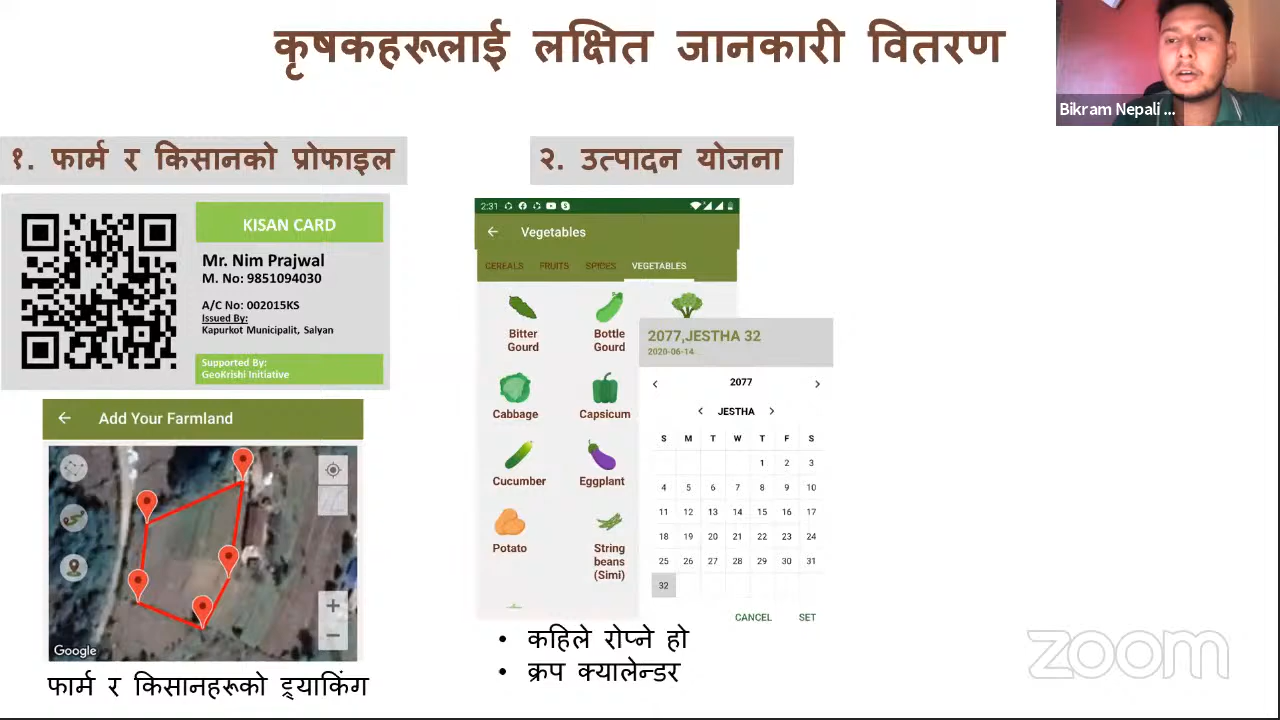 कृषकहरूलाई लक्षित जानकारी वितरण
Bikram Nepali ...
१. फार्म र किसानको प्रोफाइल
KISAN CARD
Mr. Nim Prajwal
M. No: 9851094030
A/C No: 002015KS
Issued By:
Kapurkot Municipalit, Salyan
Supported By:
GeoKrishi Initiative
Add Your Farmland
Google
फार्म र किसानहरूको ट्र्याकिंग
२. उत्पादन योजना
2:31
Vegetables
CEREALS FRUITS SPICES VEGETABLES
Bitter
Gourd
Bottle
Gourd
Cabbage
Capsicum
Cucumber
Eggplant
Potato
String
beans
(Simi)
2077,JESTHA 32
2020-06-14
2077
JESTHA
S M T W T F S
1 2 3
4 5 6 7 8 9 10
11 12 13 14 15 16 17
18 19 20 21 22 23 24
25 26 27 28 29 30 31
32
CANCEL SET
• कहिले रोप्ने हो
• क्रप क्यालेन्डर
zoom